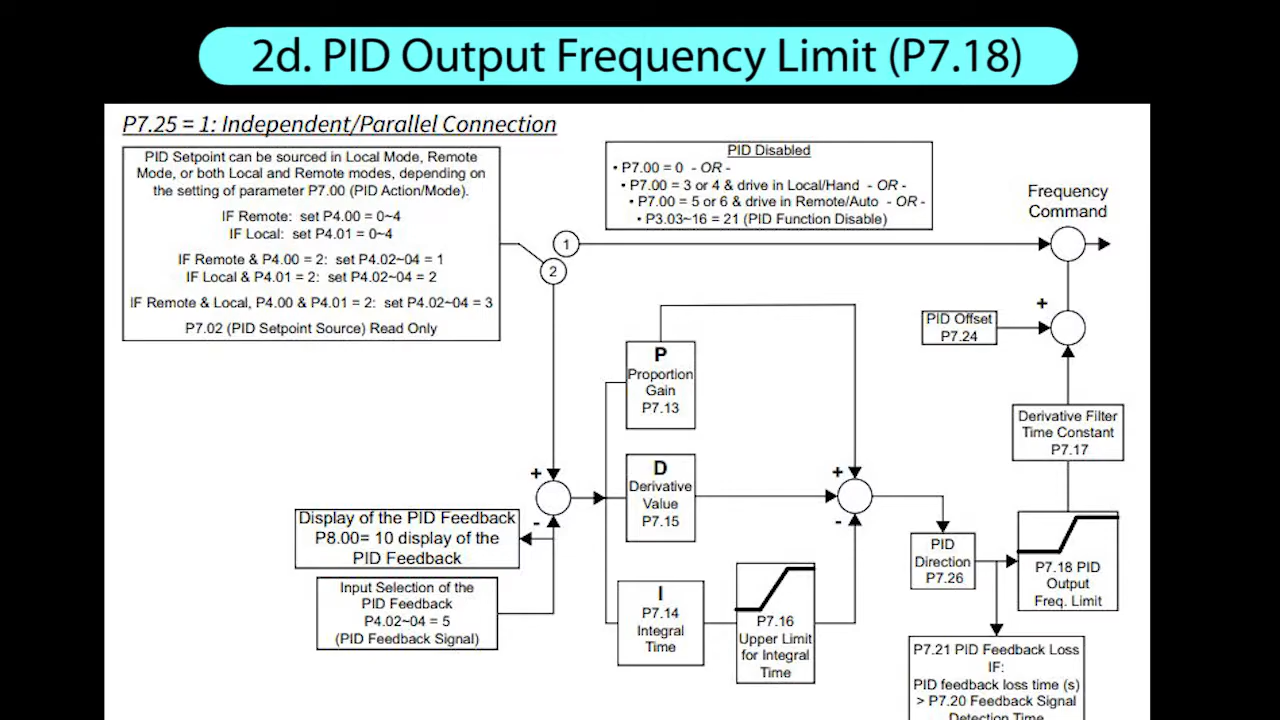 2d. PID Output Frequency Limit (P7.18)
P7.25 = 1: Independent/Parallel Connection
PID Setpoint can be sourced in Local Mode, Remote
Mode, or both Local and Remote modes, depending on
the setting of parameter P7.00 (PID Action/Mode).
IF Remote: set P4.00 = 0~4
IF Local: set P4.01 = 0~4
IF Remote & P4.00 = 2: set P4.02~04 = 1
IF Local & P4.01 = 2: set P4.02~04 = 2
IF Remote & Local, P4.00 & P4.01 = 2: set P4.02~04 = 3
P7.02 (PID Setpoint Source) Read Only
PID Disabled
• P7.00 = 0 - OR -
• P7.00 = 3 or 4 & drive in Local/Hand - OR -
• P7.00 = 5 or 6 & drive in Remote/Auto - OR -
• P3.03~16 = 21 (PID Function Disable)
Frequency
Command
1
2
+
PID Offset
P7.24
P
Proportion
Gain
P7.13
Derivative Filter
Time Constant
P7.17
+
-
D
Derivative
Value
P7.15
+
-
Display of the PID Feedback
P8.00= 10 display of the
PID Feedback
Input Selection of the
PID Feedback
P4.02~04 = 5
(PID Feedback Signal)
I
P7.14
Integral
Time
P7.16
Upper Limit
for Integral
Time
PID
Direction
P7.26
P7.18 PID
Output
Freq. Limit
P7.21 PID Feedback Loss
IF:
PID feedback loss time (s)
> P7.20 Feedback Signal
Detection Time